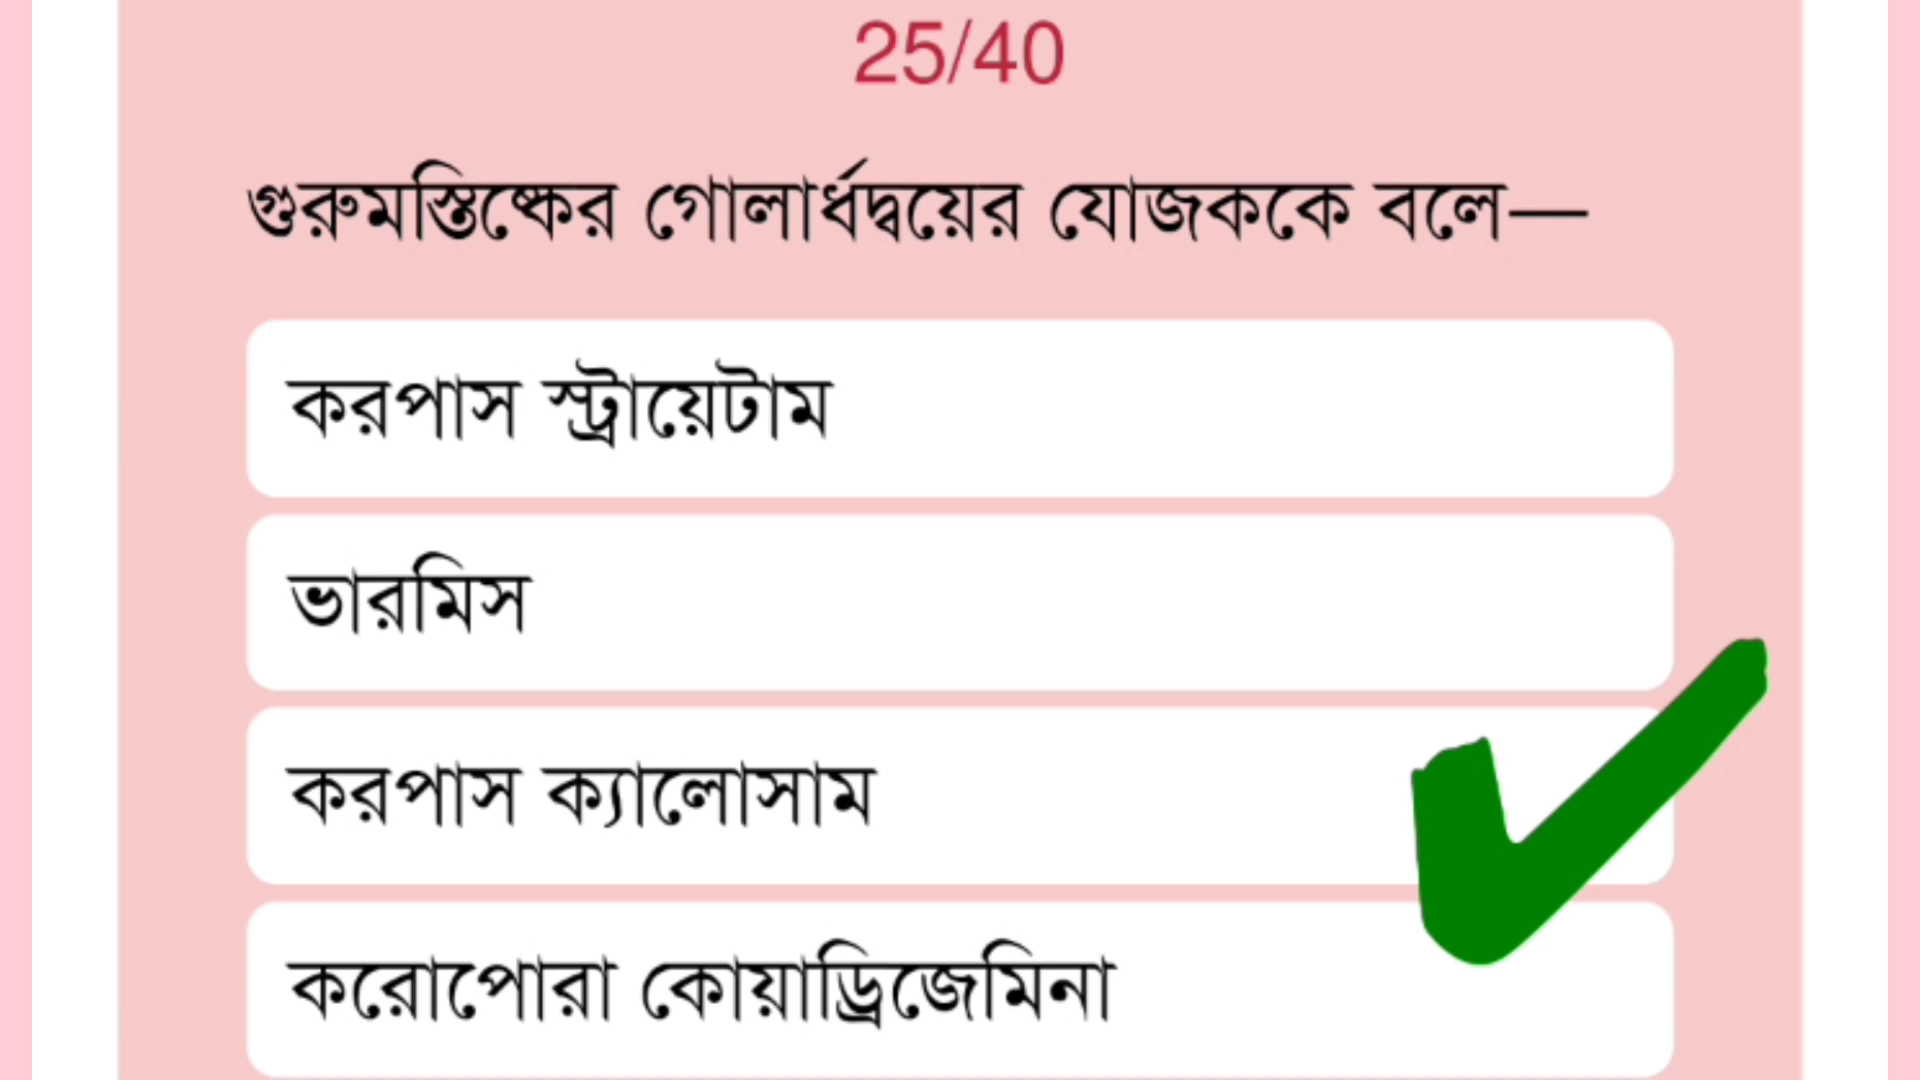 25/40
গুরুমস্তিষ্কের গোলার্ধদ্বয়ের যোজককে বলে—
করপাস স্ট্রায়েটাম
ভারমিস
করপাস ক্যালোসাম
করোপোরা কোয়াড্রিজেমিনা